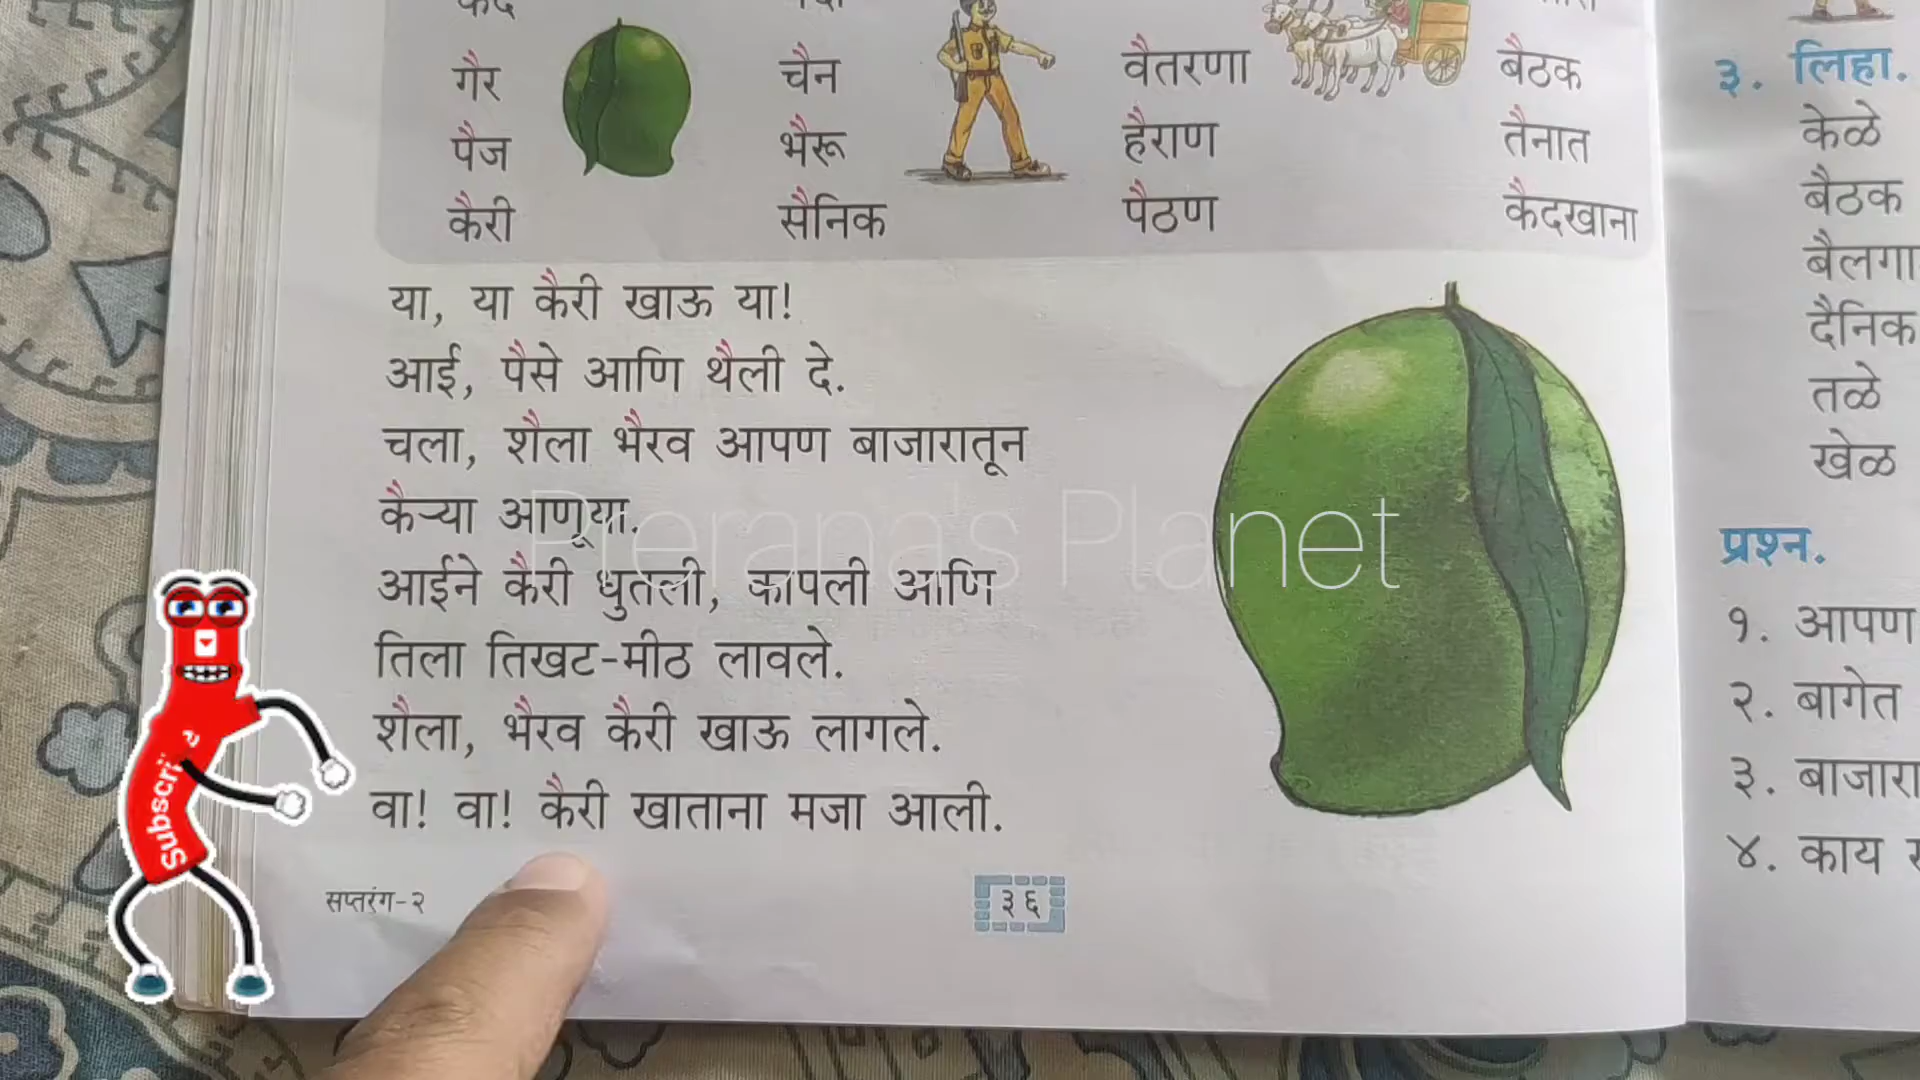 गैर चैन वैतरणा बैठक
पैज भैरू हैराण तैनात
कैरी सैनिक पैठण कैदखाना
या, या कैरी खाऊ या!
आई, पैसे आणि थैली दे.
चला, शैला भैरव आपण बाजारातून
कैऱ्या आणूया.
आईने कैरी धुतली, कापली आणि
तिला तिखट-मीठ लावले.
शैला, भैरव कैरी खाऊ लागले.
वा! वा! कैरी खाताना मजा आली.
सप्तरंग-२
३६
३. लिहा.
केळे
बैठक
दैनिक
तळे
खेळ
प्रश्न.
१. आपण
२. बागेत
३.
४. काय
Prerana's Planet